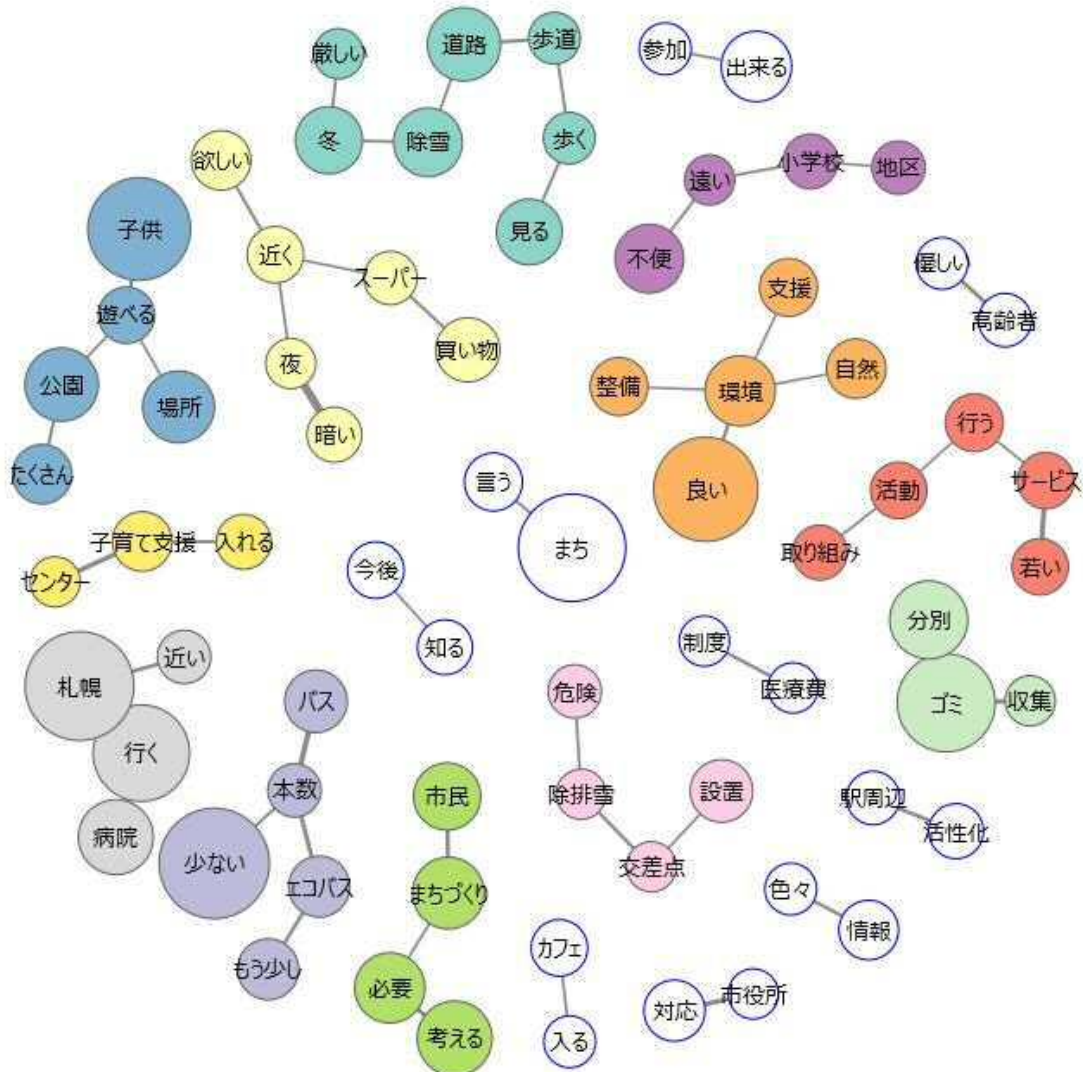 厳しい
道路
歩道
参加
出来る
冬
除雪
歩く
見る
欲しい
近く
スーパー
買い物
夜
暗い
遠い
小学校
地区
不便
子供
遊べる
公園
場所
たくさん
優しい
高齢者
支援
整備
環境
自然
良い
行う
活動
サービス
取り組み
若い
言う
まち
子育て支援
入れる
センター
今後
知る
分別
ゴミ
収集
制度
医療費
札幌
近い
行く
病院
バス
本数
少ない
エコバス
もう少し
市民
まちづくり
必要
考える
危険
除排雪
設置
交差点
駅周辺
活性化
色々
情報
カフェ
入る
対応
市役所